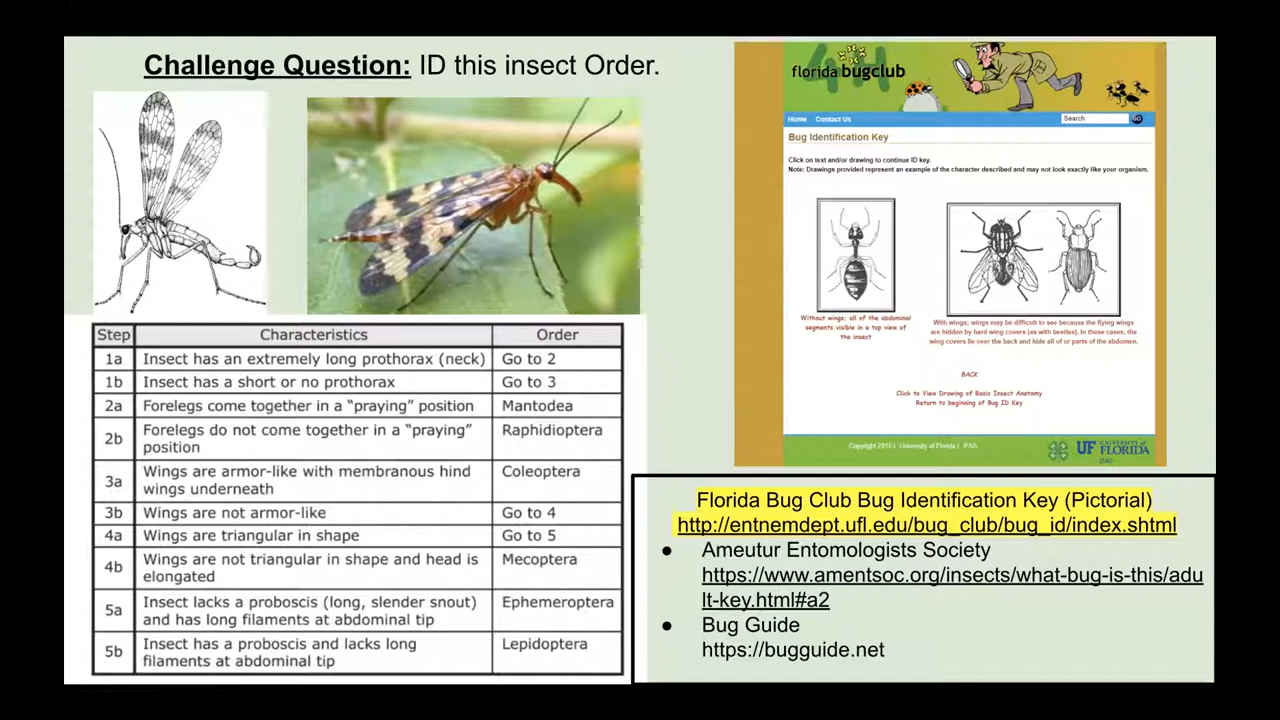 Challenge Question: ID this insect Order.
Step Characteristics Order
1a Insect has an extremely long prothorax (neck) Go to 2
1b Insect has a short or no prothorax Go to 3
2a Forelegs come together in a “praying” position Mantodea
2b Forelegs do not come together in a “praying”
position Raphidioptera
3a Wings are armor-like with membranous hind
wings underneath Coleoptera
3b Wings are not armor-like Go to 4
4a Wings are triangular in shape Go to 5
4b Wings are not triangular in shape and head is
elongated Mecoptera
5a Insect lacks a proboscis (long, slender snout)
and has long filaments at abdominal tip Ephemeroptera
5b Insect has a proboscis and lacks long
filaments at abdominal tip Lepidoptera
4H
florida bugclub
Home Contact Us Search GO
Bug Identification Key
Click on text and/or drawing to continue ID key.
Note: Drawings provided represent an example of the character described and may not look exactly like your organism.
Without wings; all of the abdominal
segments visible in a top view of
the insect
With wings; wings may be difficult to see because the flying wings
are hidden by hard wing covers (as with beetles). In these cases, the
wing covers lie over the back and hide all of or parts of the abdomen.
BACK
Click to View Drawing of Basic Insect Anatomy
Return to beginning of Bug ID Key
Copyright 2015 | University of Florida | IFAS
UF UNIVERSITY of
FLORIDA
IFAS
Florida Bug Club Bug Identification Key (Pictorial)
http://entnemdept.ufl.edu/bug_club/bug_id/index.shtml
● Ameutur Entomologists Society
https://www.amentsoc.org/insects/what-bug-is-this/adu
lt-key.html#a2
● Bug Guide
https://bugguide.net